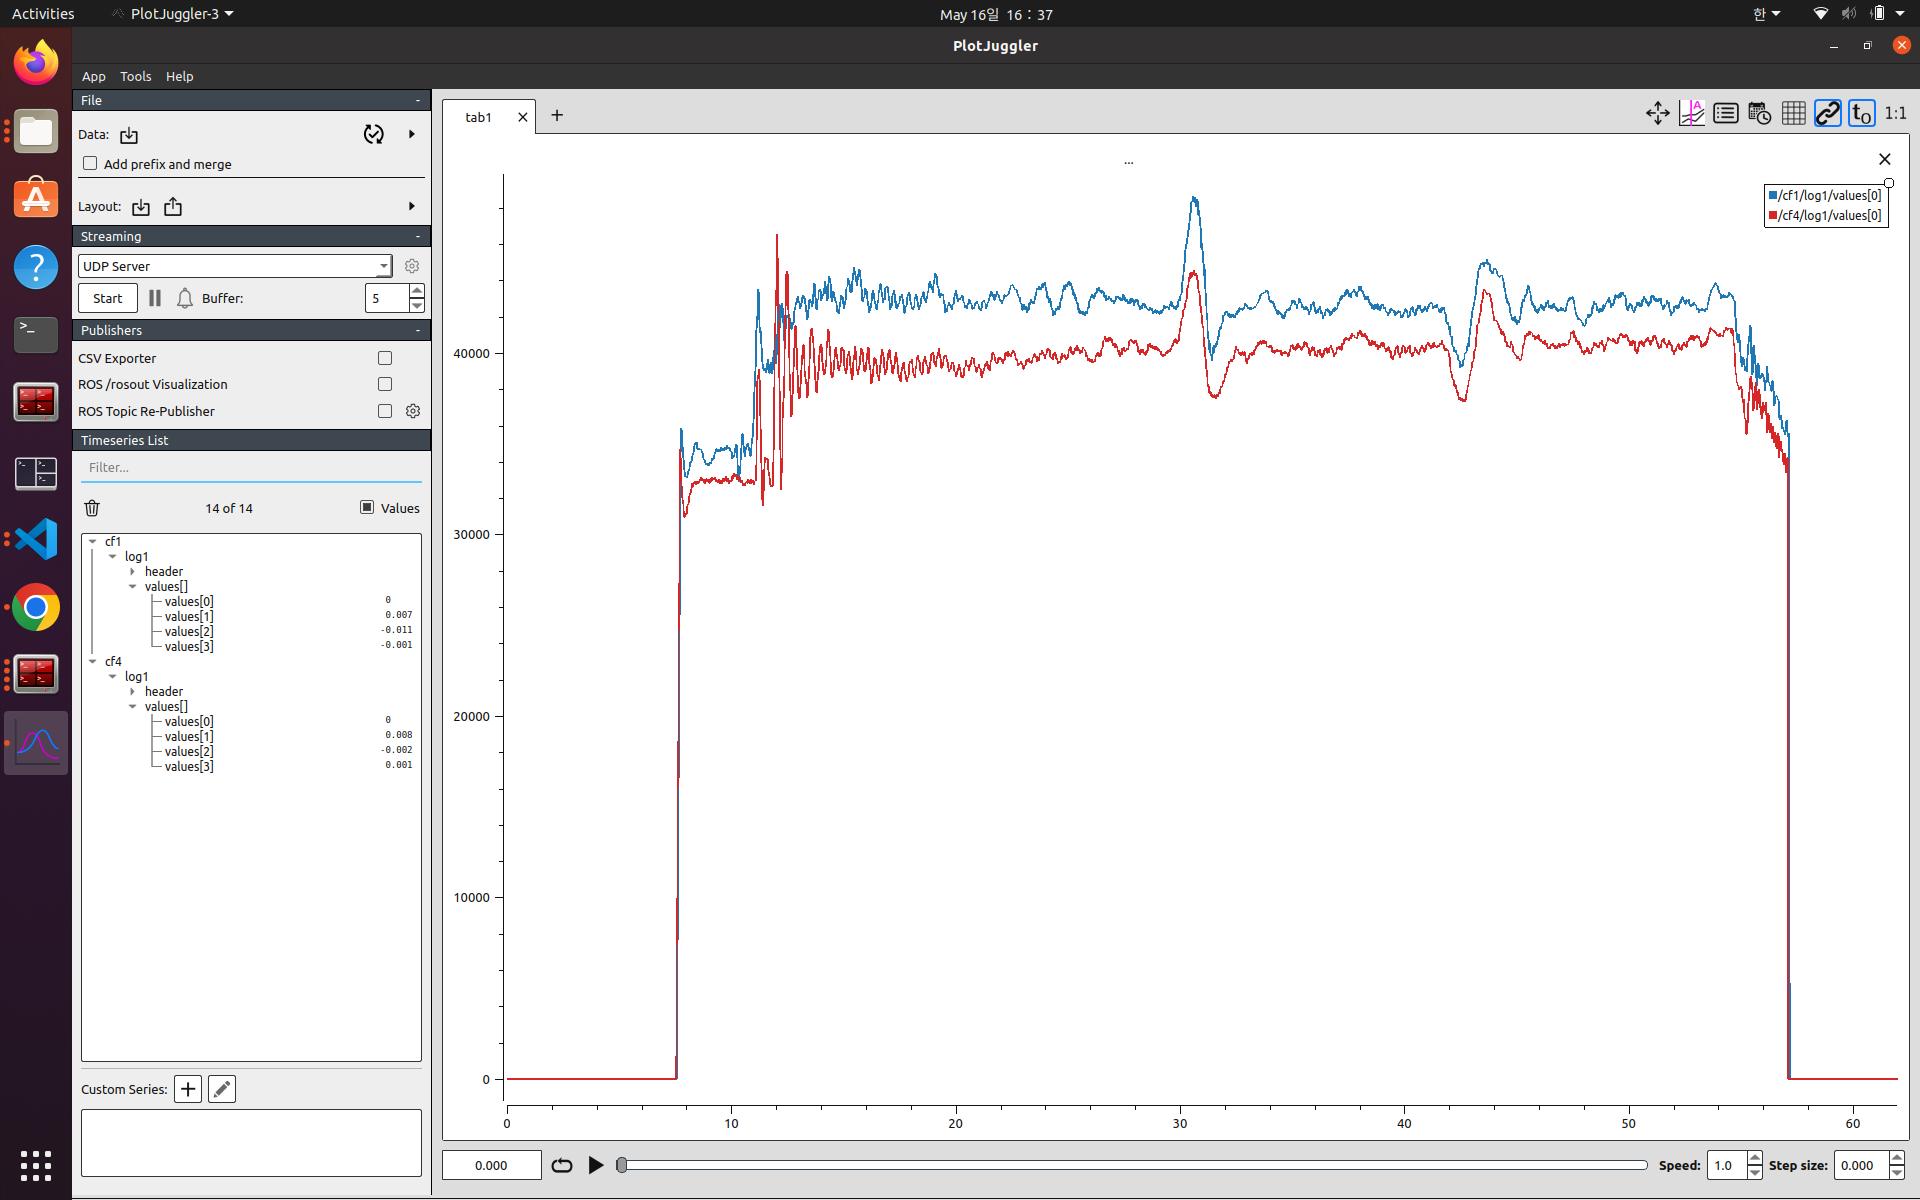 Activities
PlotJuggler-3
May 16일 16 : 37
한
PlotJuggler
App Tools Help
File -
Data:
Add prefix and merge
Layout:
Streaming -
UDP Server
Start Buffer: 5
Publishers -
CSV Exporter
ROS /rosout Visualization
ROS Topic Re-Publisher
Timeseries List
Filter...
14 of 14 Values
cf1
log1
header
values[]
values[0] 0
values[1] 0.007
values[2] -0.011
values[3] -0.001
cf4
log1
header
values[]
values[0] 0
values[1] 0.008
values[2] -0.002
values[3] 0.001
Custom Series:
tab1
A
t0
1:1
...
/cf1/log1/values[0]
/cf4/log1/values[0]
40000
30000
20000
10000
0
0 10 20 30 40 50 60
0.000
Speed: 1.0 Step size: 0.000